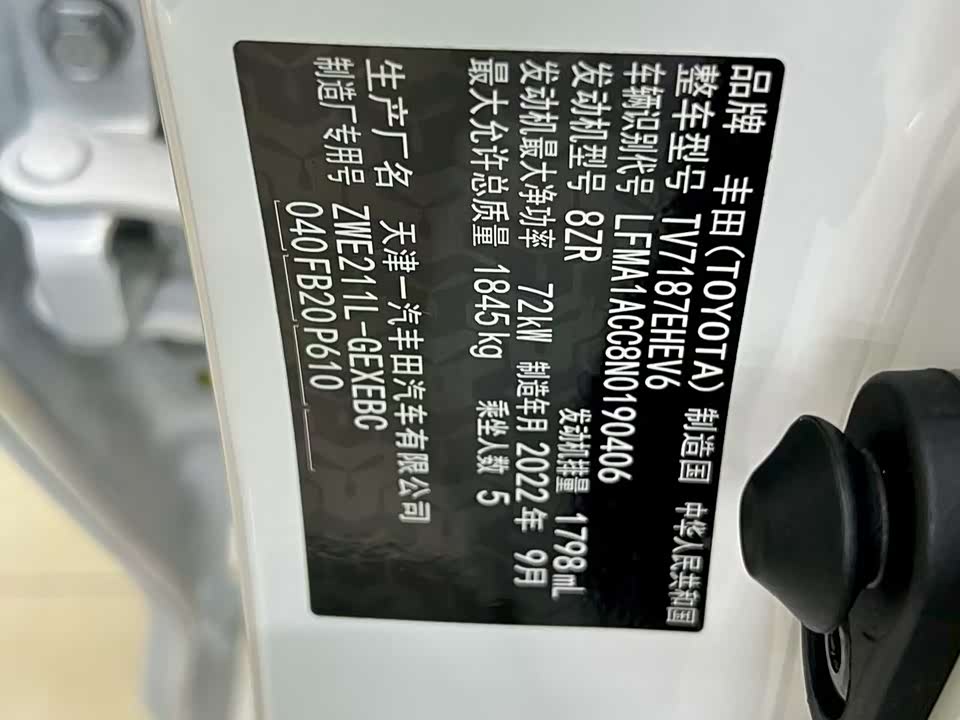 品牌 丰田(TOYOTA) 制造国 中华人民共和国
整车型号 TV7187EHEV6
车辆识别代号 LFMA1ACC8N0190406
发动机型号 8ZR 发动机排量 1798mL
发动机最大净功率 72kW 制造年月 2022年 9月
最大允许总质量 1845kg 乘坐人数 5
生产厂名 天津一汽丰田汽车有限公司
制造厂专用号 ZWE211L-GEXEBC
040FB20P610